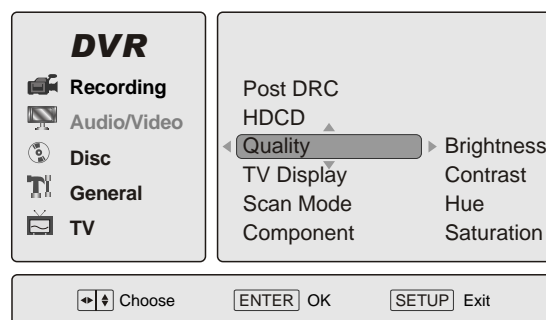 DVR
Recording
Audio/Video
Disc
General
TV
Post DRC
HDCD
Quality
TV Display
Scan Mode
Component
Brightness
Contrast
Hue
Saturation
Choose
ENTER OK
SETUP Exit